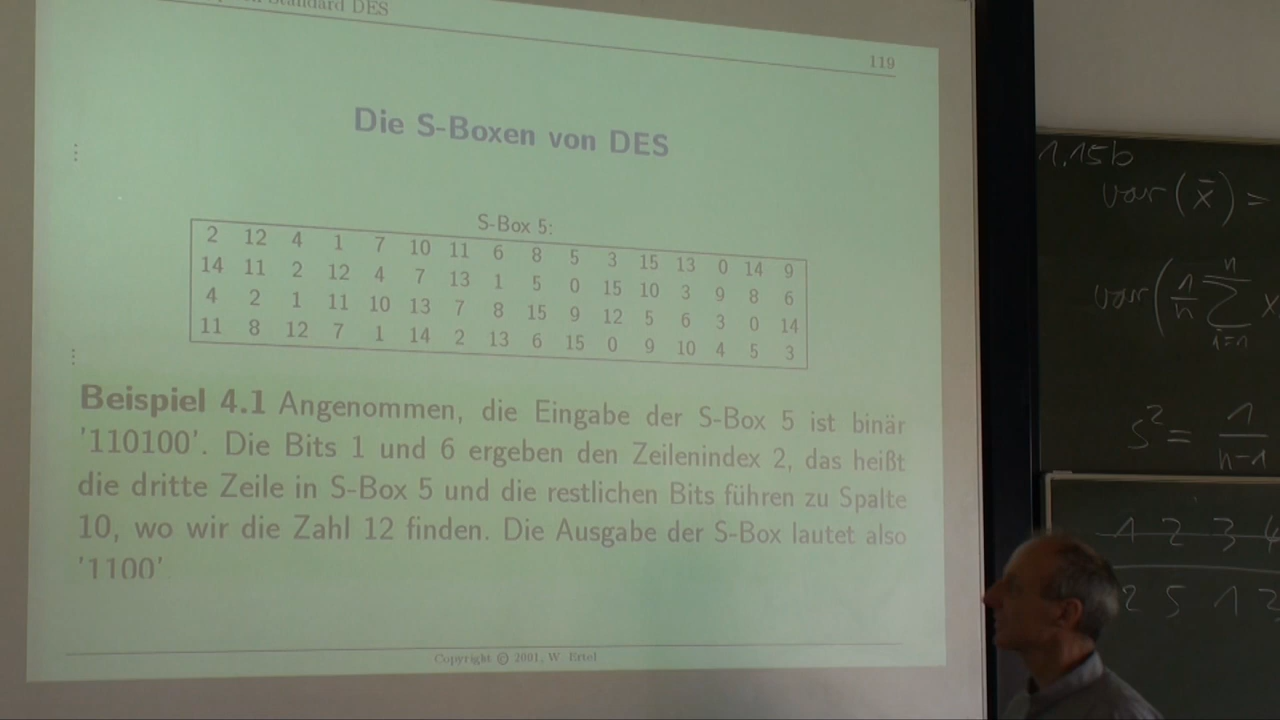 Standard DES
119
Die S-Boxen von DES
S-Box 5:
2 12 4 1 7 10 11 6 8 5 3 15 13 0 14 9
14 11 2 12 4 7 13 1 5 0 15 10 3 9 8 6
4 2 1 11 10 13 7 8 15 9 12 5 6 3 0 14
11 8 12 7 1 14 2 13 6 15 0 9 10 4 5 3
Beispiel 4.1 Angenommen, die Eingabe der S-Box 5 ist binär
'110100'. Die Bits 1 und 6 ergeben den Zeilenindex 2, das heißt
die dritte Zeile in S-Box 5 und die restlichen Bits führen zu Spalte
10, wo wir die Zahl 12 finden. Die Ausgabe der S-Box lautet also
'1100'
Copyright © 2001, W. Ertel
1.15b
var(x̄) =
var(1/n n∑i=1 x
s² = 1/n-1
1 2 3 4
2 5 1